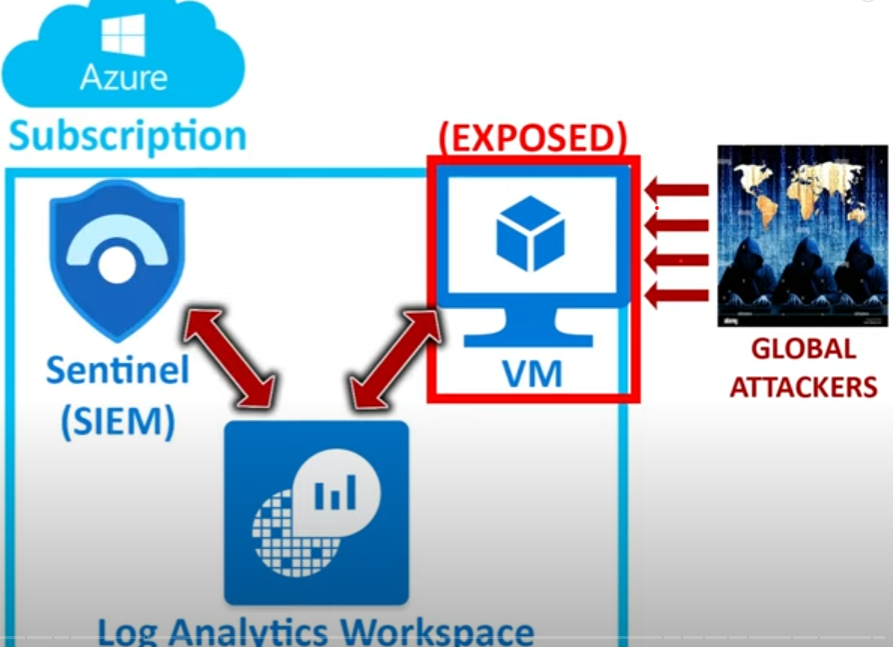 Azure
Subscription
(EXPOSED)
Sentinel
(SIEM)
VM
GLOBAL
ATTACKERS
Log Analytics Workspace